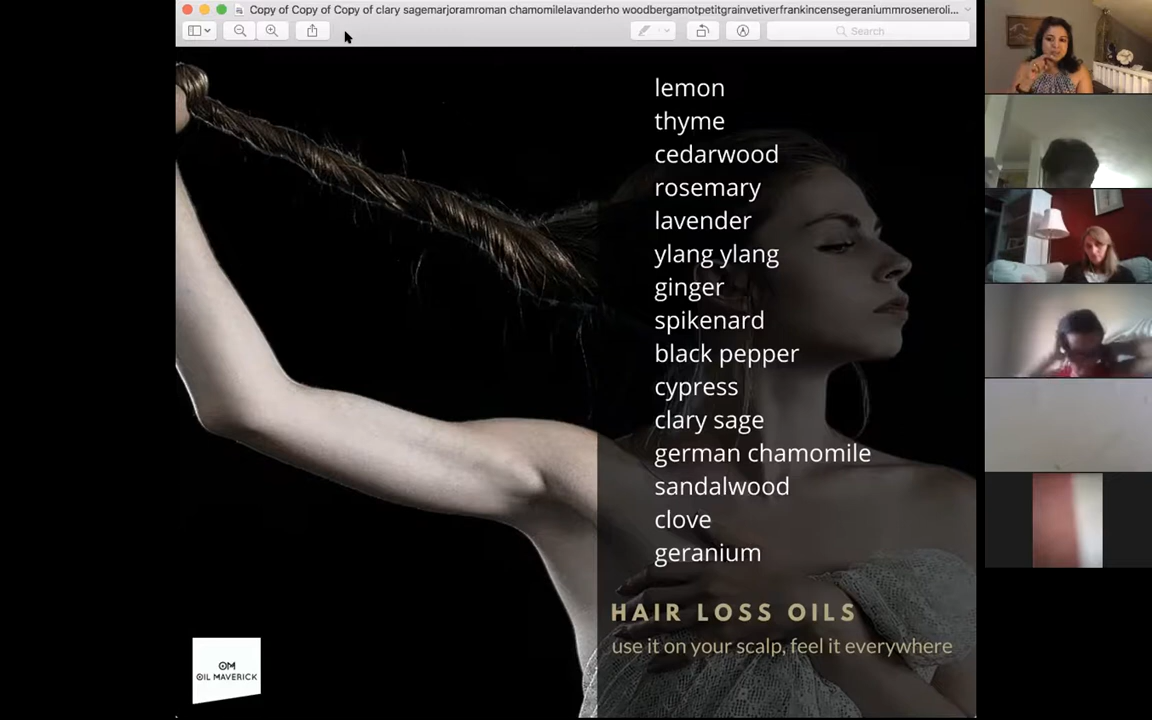 Copy of Copy of Copy of clary sagemarjoramroman chamomilelavanderho woodbergamotpetitgrainvetiverfrankincensegeraniummroseneroli...
Search
lemon
thyme
cedarwood
rosemary
lavender
ylang ylang
ginger
spikenard
black pepper
cypress
clary sage
german chamomile
sandalwood
clove
geranium
HAIR LOSS OILS
use it on your scalp, feel it everywhere
OM
OIL MAVERICK